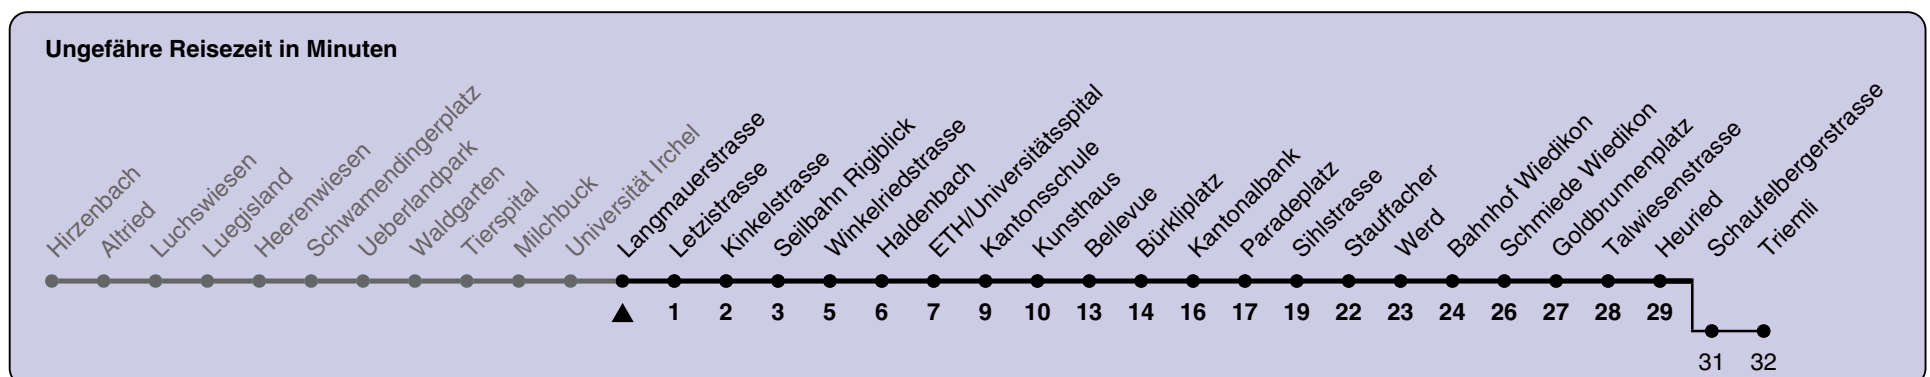 Ungefähre Reisezeit in Minuten
Hirzenbach
Altried
Luchswiesen
Luegisland
Heerenwiesen
Schwamendingerplatz
Ueberlandpark
Waldgarten
Tierspital
Milchbuck
Universität Irchel
Langmauerstrasse
Letzistrasse
Kinkelstrasse
Seilbahn Rigiblick
Winkelriedstrasse
Haldenbach
ETH/Universitätsspital
Kantonsschule
Kunsthaus
Bellevue
Bürkliplatz
Kantonalbank
Paradeplatz
Sihlstrasse
Stauffacher
Werd
Bahnhof Wiedikon
Schmiede Wiedikon
Goldbrunnenplatz
Talwiesenstrasse
Heuried
Schaufelbergerstrasse
Triemli
1 2 3 5 6 7 9 10 13 14 16 17 19 22 23 24 26 27 28 29
31 32